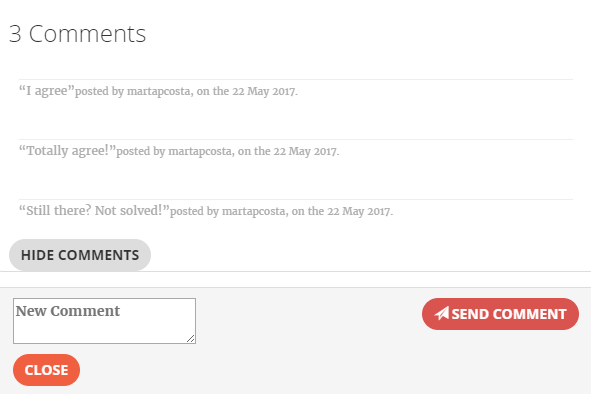 3 Comments
“I agree”posted by martapcosta, on the 22 May 2017.
“Totally agree!”posted by martapcosta, on the 22 May 2017.
“Still there? Not solved!”posted by martapcosta, on the 22 May 2017.
HIDE COMMENTS
New Comment
SEND COMMENT
CLOSE